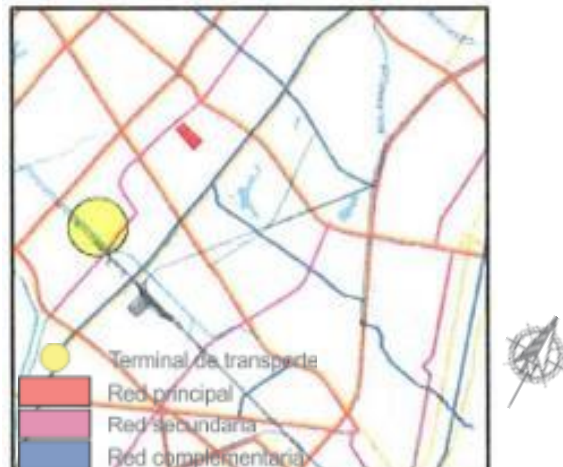 Terminal de transporte
Red principal
Red secundaria
Red complementaria